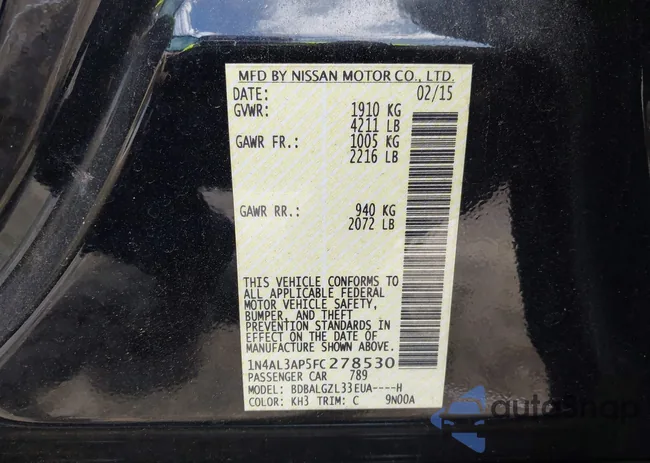 MFD BY NISSAN MOTOR CO., LTD.
DATE: 02/15
GVWR: 1910 KG
4211 LB
GAWR FR.: 1005 KG
2216 LB
GAWR RR.: 940 KG
2072 LB
THIS VEHICLE CONFORMS TO
ALL APPLICABLE FEDERAL
MOTOR VEHICLE SAFETY,
BUMPER, AND THEFT
PREVENTION STANDARDS IN
EFFECT ON THE DATE OF
MANUFACTURE SHOWN ABOVE.
1N4AL3AP5FC278530
PASSENGER CAR 789
MODEL: BDBALGZL33EUA----H
COLOR: KH3 TRIM: C 9N00A
autoShop